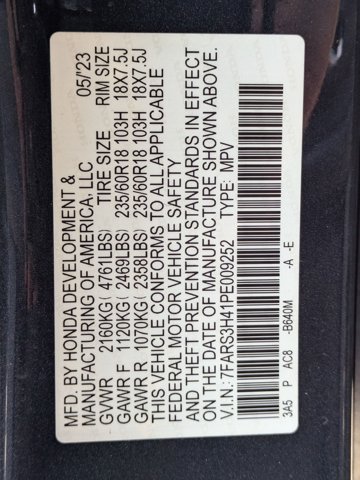 MFD. BY HONDA DEVELOPMENT &
MANUFACTURING OF AMERICA, LLC 05/'23
GVWR 2160KG( 4761LBS) TIRE SIZE RIM SIZE
GAWR F 1120KG( 2469LBS) 235/60R18 103H 18X7.5J
GAWR R 1070KG( 2358LBS) 235/60R18 103H 18X7.5J
THIS VEHICLE CONFORMS TO ALL APPLICABLE
FEDERAL MOTOR VEHICLE SAFETY
AND THEFT PREVENTION STANDARDS IN EFFECT
ON THE DATE OF MANUFACTURE SHOWN ABOVE.
V.I.N.: 7FARS3H41PE009252 TYPE: MPV
3A5 P AC8 -B640M -A -E